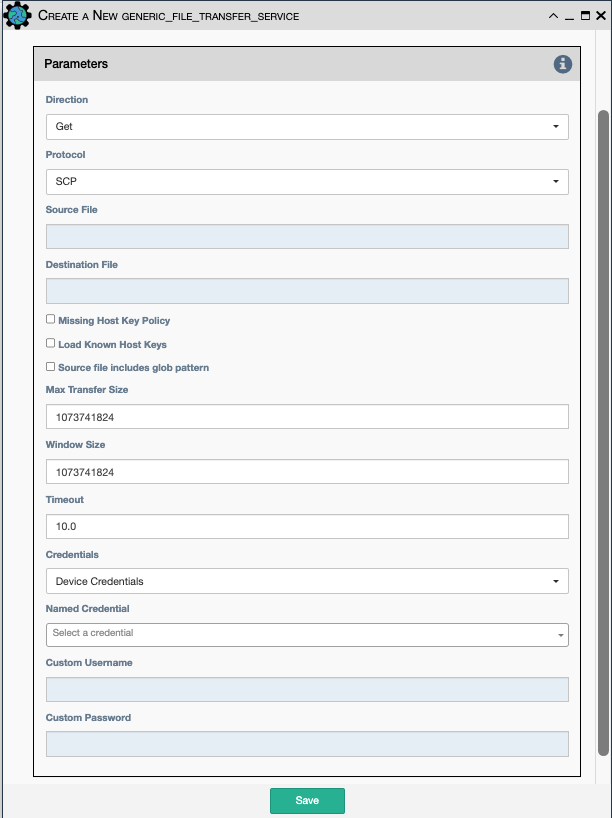 Create a New generic_file_transfer_service
Parameters
Direction
Get
Protocol
SCP
Source File
Destination File
Missing Host Key Policy
Load Known Host Keys
Source file includes glob pattern
Max Transfer Size
1073741824
Window Size
1073741824
Timeout
10.0
Credentials
Device Credentials
Named Credential
Select a credential
Custom Username
Custom Password
Save